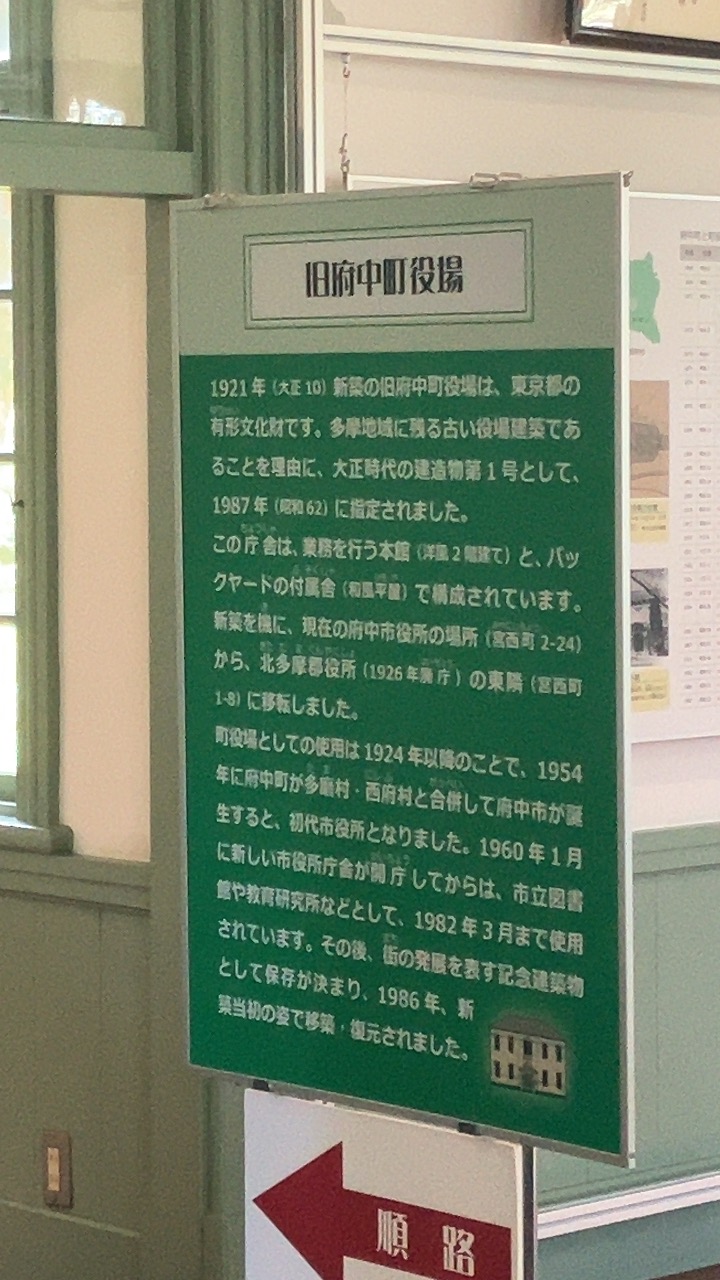 旧府中町役場
1921年（大正10）新築の旧府中町役場は、東京都の
有形文化財です。多摩地域に残る古い役場建築であ
ることを理由に、大正時代の建造物第1号として、
1987年（昭和62）に指定されました。
この庁舎は、業務を行う本館（洋風2階建て）と、バッ
クヤードの付属舎（和風平館）で構成されています。
新築を機に、現在の府中市役所の場所（宮西町2-24）
から、北多摩郡役所（1926年廃庁）の東隣（宮西町
1-8）に移転しました。
町役場としての使用は1924年以降のことで、1954
年に府中町が多磨村・西府村と合併して府中市が誕
生すると、初代市役所となりました。1960年1月
に新しい市役所庁舎が開庁してからは、市立図書
館や教育研究所などとして、1982年3月まで使用
されています。その後、街の発展を表す記念建築物
として保存が決まり、1986年、新
築当初の姿で移築・復元されました。
順路